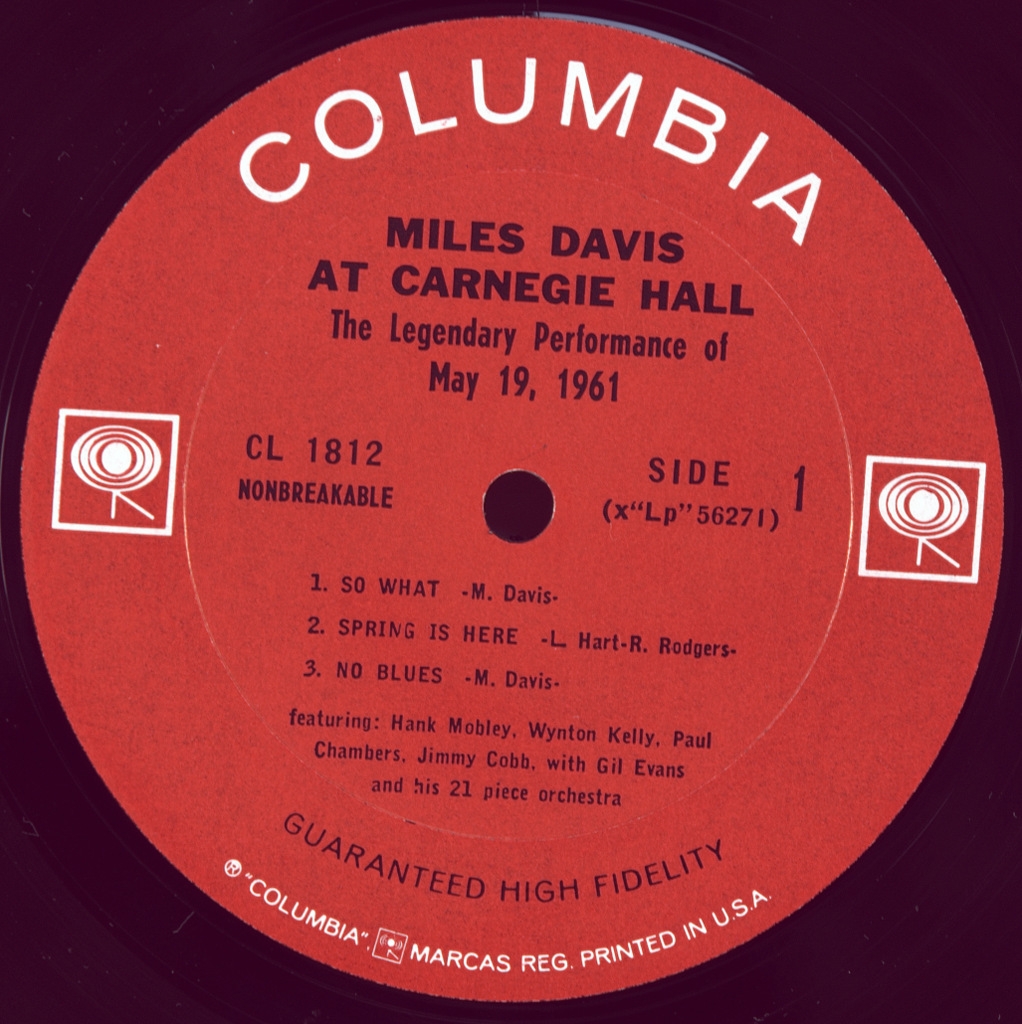 COLUMBIA
MILES DAVIS
AT CARNEGIE HALL
The Legendary Performance of
May 19, 1961
CL 1812
NONBREAKABLE
SIDE 1
(x“Lp”56271)
1. SO WHAT -M. Davis-
2. SPRING IS HERE -L. Hart-R. Rodgers-
3. NO BLUES -M. Davis-
featuring: Hank Mobley, Wynton Kelly, Paul
Chambers, Jimmy Cobb, with Gil Evans
and his 21 piece orchestra
GUARANTEED HIGH FIDELITY
® “COLUMBIA”, MARCAS REG. PRINTED IN U.S.A.